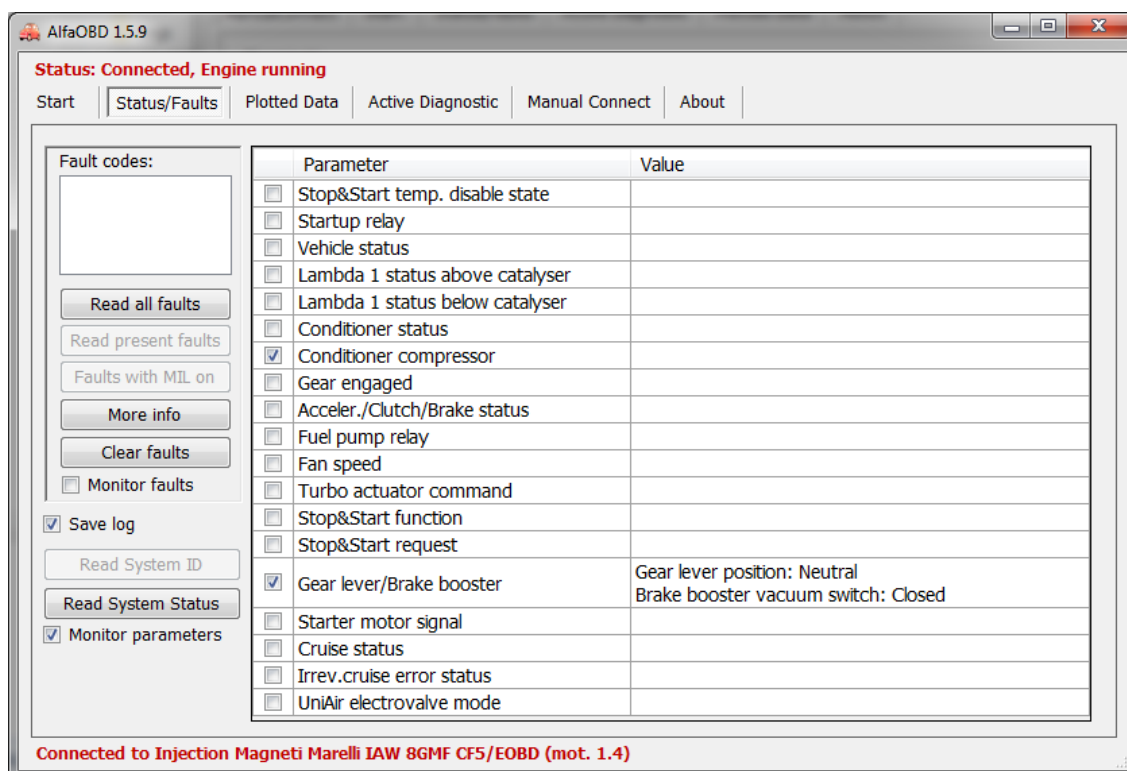 AlfaOBD 1.5.9
Status: Connected, Engine running
Start Status/Faults Plotted Data Active Diagnostic Manual Connect About
Fault codes:
Read all faults
Read present faults
Faults with MIL on
More info
Clear faults
Monitor faults
Save log
Read System ID
Read System Status
Monitor parameters
Parameter Value
Stop&Start temp. disable state
Startup relay
Vehicle status
Lambda 1 status above catalyser
Lambda 1 status below catalyser
Conditioner status
Conditioner compressor
Gear engaged
Acceler./Clutch/Brake status
Fuel pump relay
Fan speed
Turbo actuator command
Stop&Start function
Stop&Start request
Gear lever/Brake booster
Gear lever position: Neutral
Brake booster vacuum switch: Closed
Starter motor signal
Cruise status
Irrev.cruise error status
UniAir electrovalve mode
Connected to Injection Magneti Marelli IAW 8GMF CF5/EOBD (mot. 1.4)